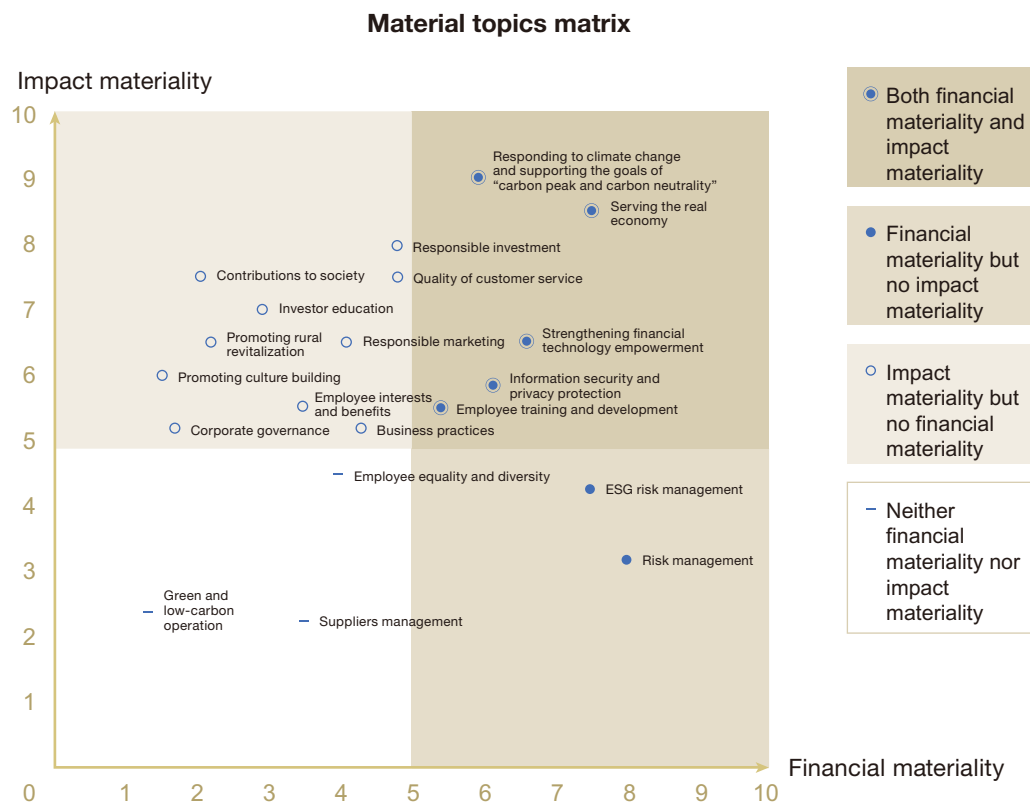 Material topics matrix
Impact materiality
10
9
8
7
6
5
4
3
2
1
0
1
2
3
4
5
6
7
8
9
10
Financial materiality
Responding to climate change
and supporting the goals of
“carbon peak and carbon neutrality”
Serving the real
economy
Responsible investment
Contributions to society
Quality of customer service
Investor education
Promoting rural
revitalization
Responsible marketing
Strengthening financial
technology empowerment
Promoting culture building
Information security and
privacy protection
Employee interests
and benefits
Employee training and development
Corporate governance
Business practices
Employee equality and diversity
ESG risk management
Risk management
Green and
low-carbon
operation
Suppliers management
Both financial
materiality and
impact
materiality
Financial
materiality but
no impact
materiality
Impact
materiality but
no financial
materiality
Neither
financial
materiality nor
impact
materiality